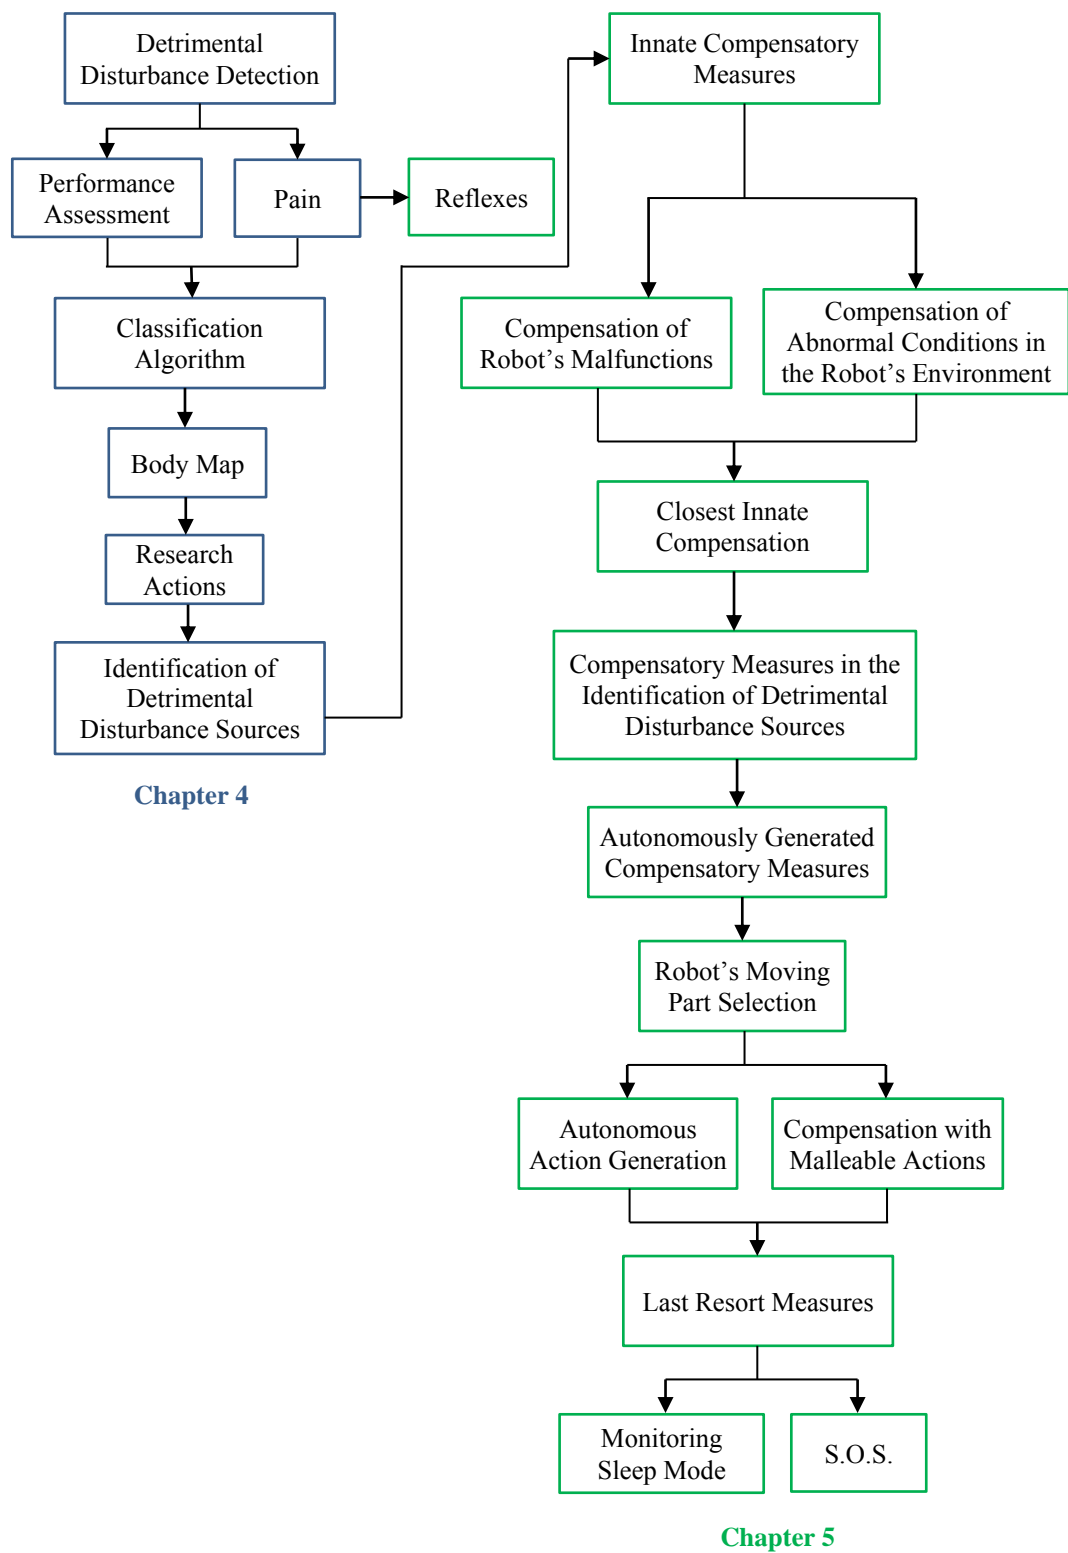 Detrimental
Disturbance Detection
Performance
Assessment
Pain
Reflexes
Classification
Algorithm
Body Map
Research
Actions
Identification of
Detrimental
Disturbance Sources
Chapter 4
Innate Compensatory
Measures
Compensation of
Robot’s Malfunctions
Compensation of
Abnormal Conditions in
the Robot’s Environment
Closest Innate
Compensation
Compensatory Measures in the
Identification of Detrimental
Disturbance Sources
Autonomously Generated
Compensatory Measures
Robot’s Moving
Part Selection
Autonomous
Action Generation
Compensation with
Malleable Actions
Last Resort Measures
Monitoring
Sleep Mode
S.O.S.
Chapter 5